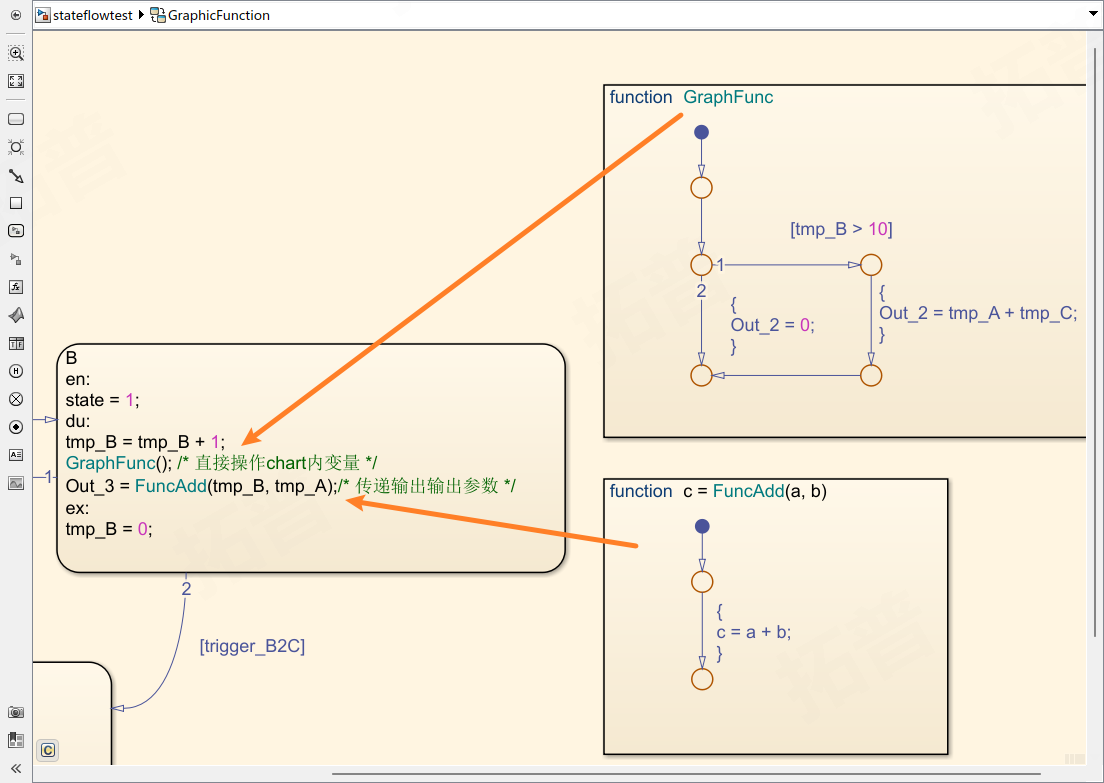 stateflowtest GraphicFunction
function GraphFunc
[tmp_B > 10]
1
2
{
Out_2 = 0;
}
{
Out_2 = tmp_A + tmp_C;
}
B
en:
state = 1;
du:
tmp_B = tmp_B + 1;
GraphFunc(); /* 直接操作chart内变量 */
Out_3 = FuncAdd(tmp_B, tmp_A);/* 传递输出输出参数 */
ex:
tmp_B = 0;
1
2
[trigger_B2C]
function c = FuncAdd(a, b)
{
c = a + b;
}
C